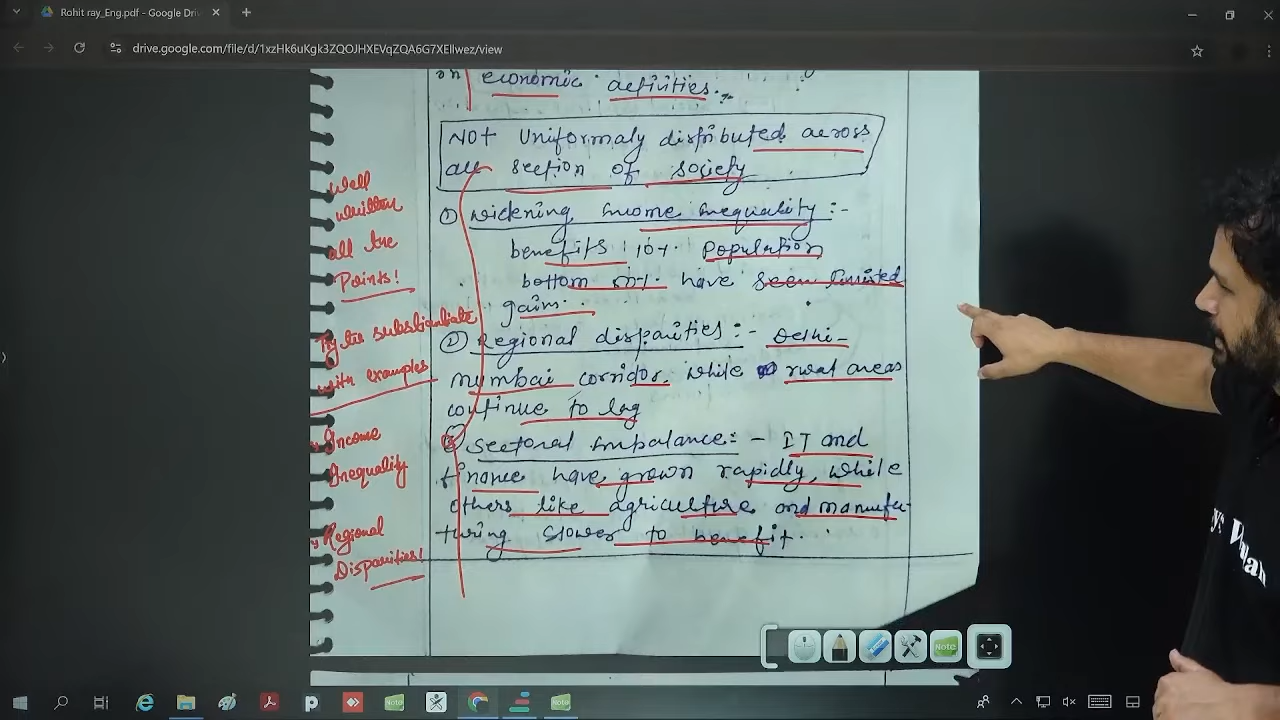 Rohit ray_Eng.pdf - Google Dri
drive.google.com/file/d/1xzHk6uKgk3ZQOJHXEVqZQA6G7XEllwez/view
on economic activities.
Not Uniformaly distributed across
all section of society
① Widening income inequality :-
benefits 10%. Population
bottom 50%. have seen limited
gain.
② Regional disparities :- Delhi-
mumbai corridor, while rural areas
continue to lag
③ Sectoral imbalance :- IT and
finance have grown rapidly, while
others like agriculture and manufa-
turing slower to benefit.
Well
written
all the
Points!
Try to substantiate
with examples
Income
Inequality
Regional
Disparities!
Note